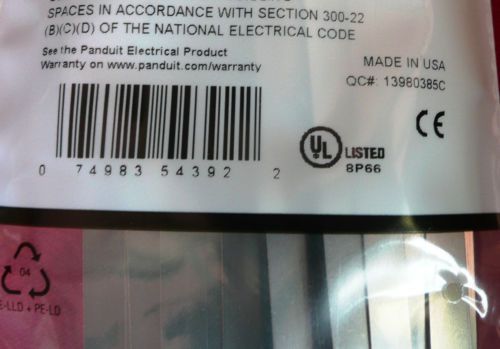 SPACES IN ACCORDANCE WITH SECTION 300-22
(B)(C)(D) OF THE NATIONAL ELECTRICAL CODE
See the Panduit Electrical Product
Warranty on www.panduit.com/warranty
MADE IN USA
QC#: 13980385C
UL LISTED
8P66
CE
0 74983 54392 2
04
E-LLD + PE-LD